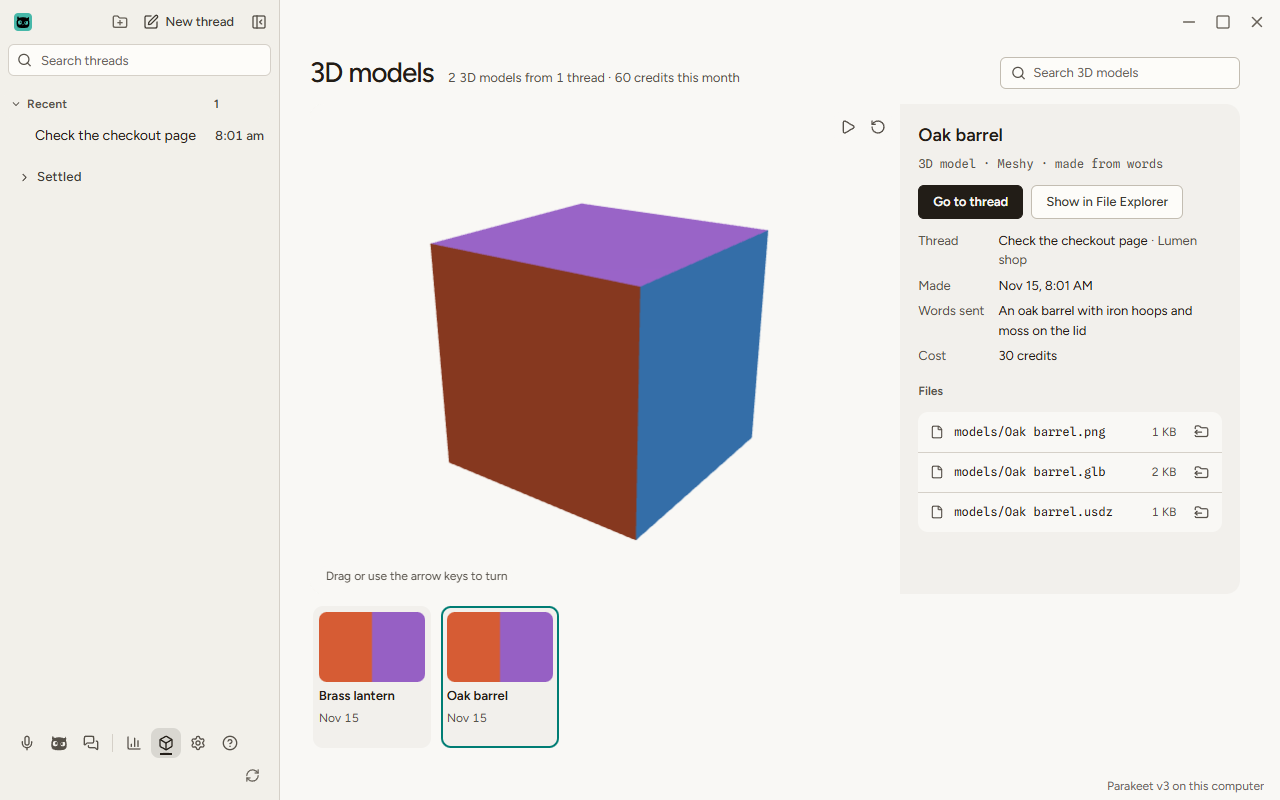 New thread
Search threads
Recent 1
Check the checkout page 8:01 am
Settled
3D models 2 3D models from 1 thread · 60 credits this month
Search 3D models
Oak barrel
3D model · Meshy · made from words
Go to thread Show in File Explorer
Thread Check the checkout page · Lumen
shop
Made Nov 15, 8:01 AM
Words sent An oak barrel with iron hoops and
moss on the lid
Cost 30 credits
Files
models/Oak barrel.png 1 KB
models/Oak barrel.glb 2 KB
models/Oak barrel.usdz 1 KB
Drag or use the arrow keys to turn
Brass lantern Oak barrel
Nov 15 Nov 15
Parakeet v3 on this computer